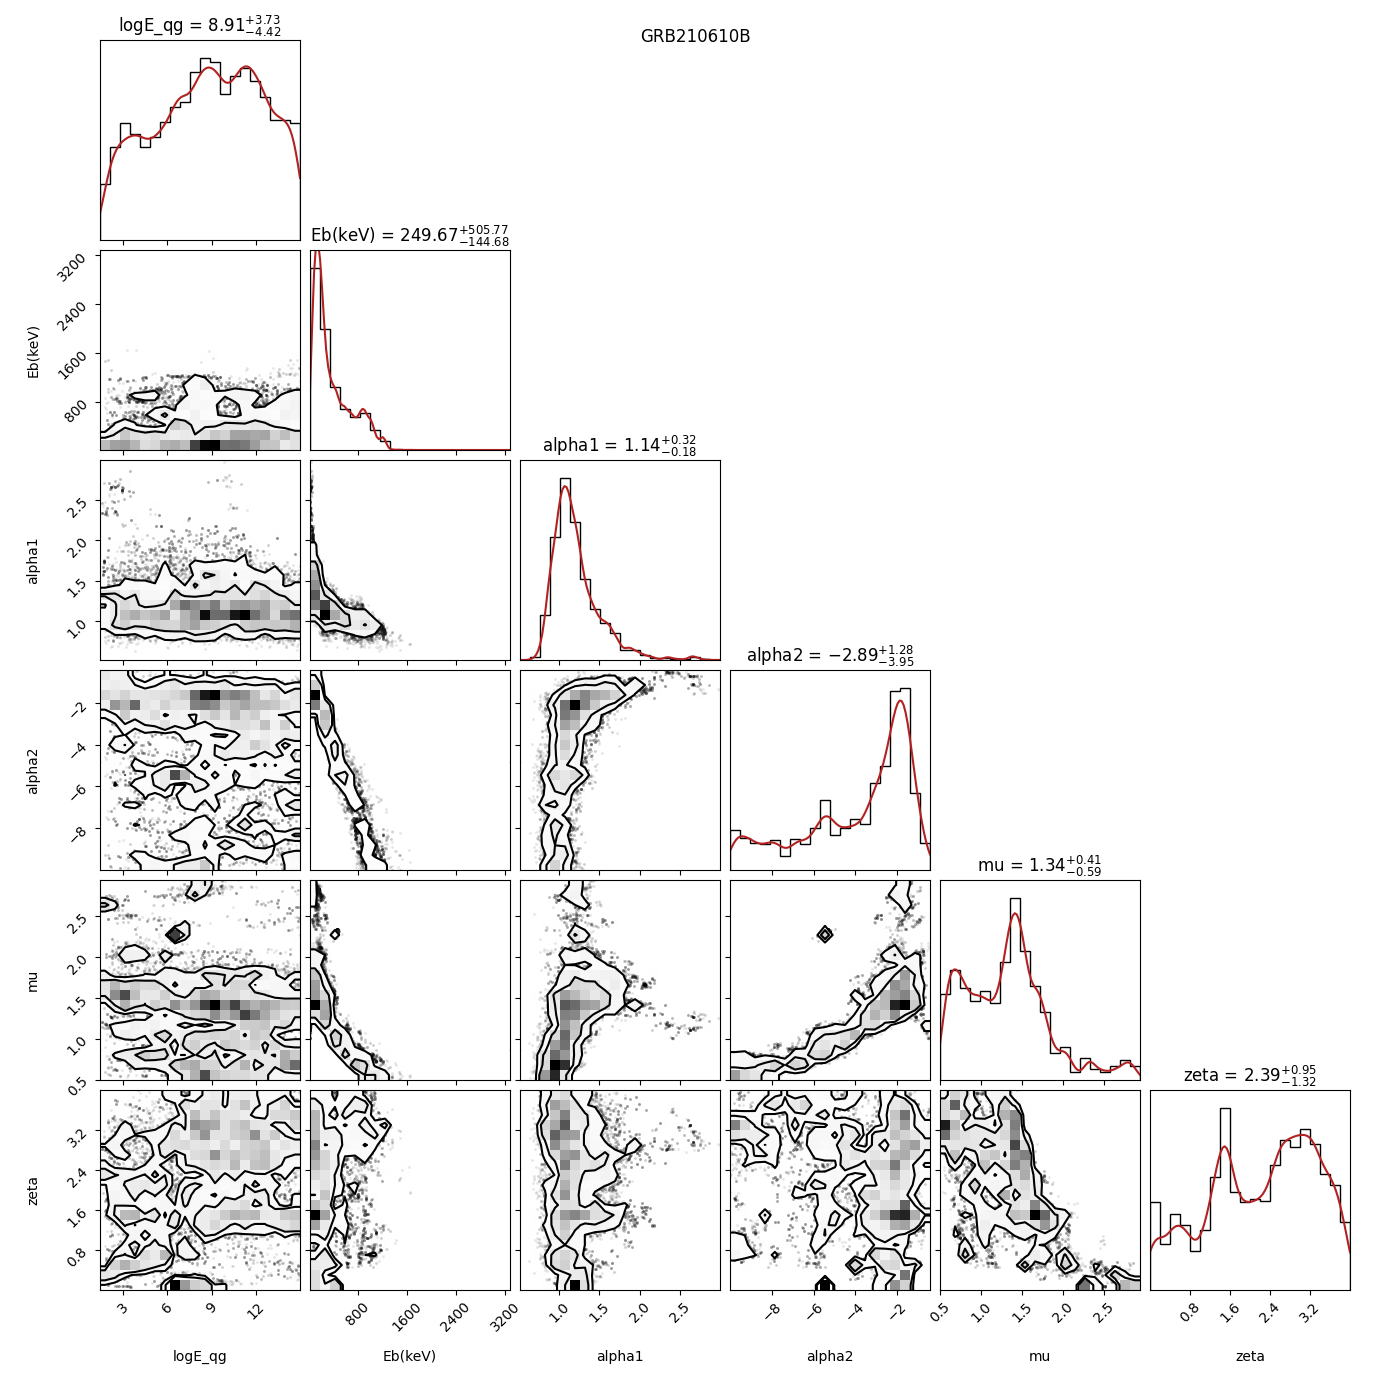 GRB210610B
logE_qg = 8.91+3.73 −4.42
Eb(keV) = 249.67+505.77 −144.68
3200
2400
1600
800
Eb(keV)
alpha1 = 1.14+0.32 −0.18
2.5
2.0
1.5
1.0
alpha1
alpha2 = −2.89+1.28 −3.95
−2
−4
−6
−8
alpha2
mu = 1.34+0.41 −0.59
2.5
2.0
1.5
1.0
0.5
mu
zeta = 2.39+0.95 −1.32
3.2
2.4
1.6
0.8
zeta
3 6 9 12 800 1600 2400 3200 1.0 1.5 2.0 2.5 −8 −6 −4 −2 0.5 1.0 1.5 2.0 2.5 0.8 1.6 2.4 3.2
logE_qg Eb(keV) alpha1 alpha2 mu zeta